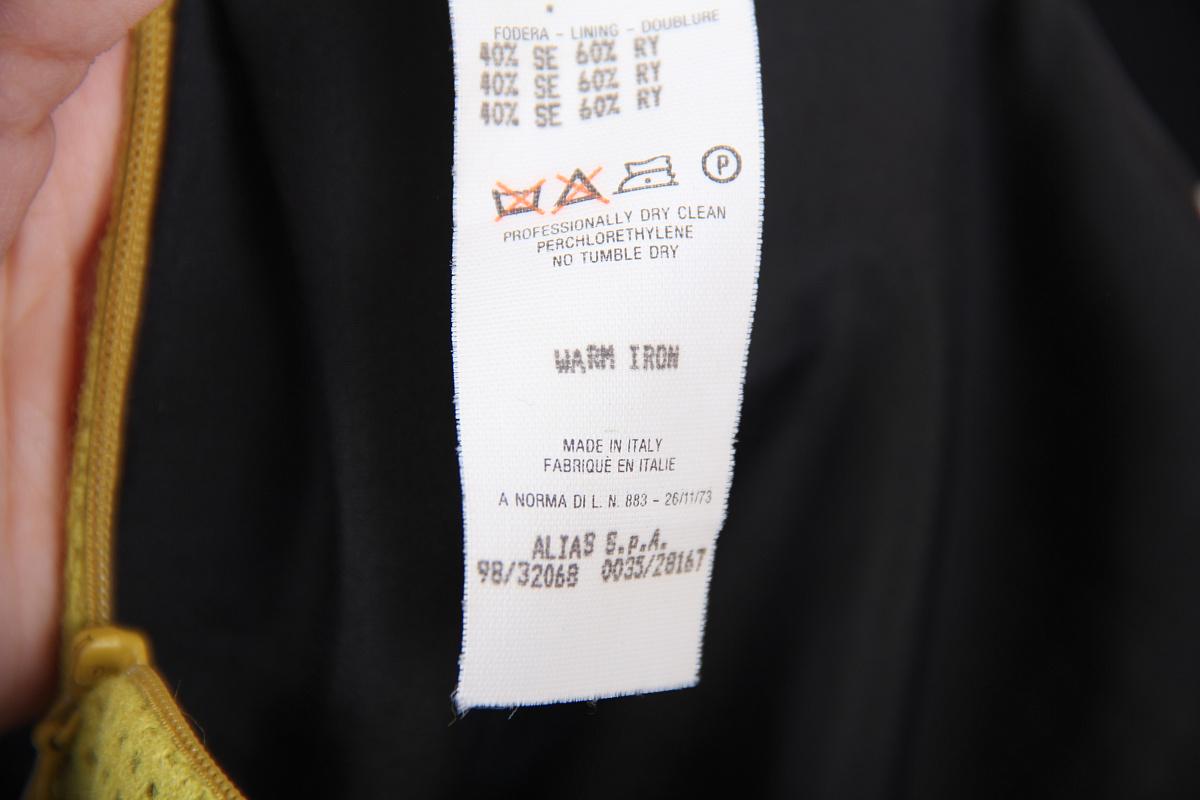 FODERA - LINING - DOUBLURE
40% SE 60% RY
40% SE 60% RY
40% SE 60% RY
P
PROFESSIONALLY DRY CLEAN
PERCHLORETHYLENE
NO TUMBLE DRY
WARM IRON
MADE IN ITALY
FABRIQUÈ EN ITALIE
A NORMA DI L. N. 883 - 26/11/73
ALIAS S.p.A.
98/32068 0035/28167